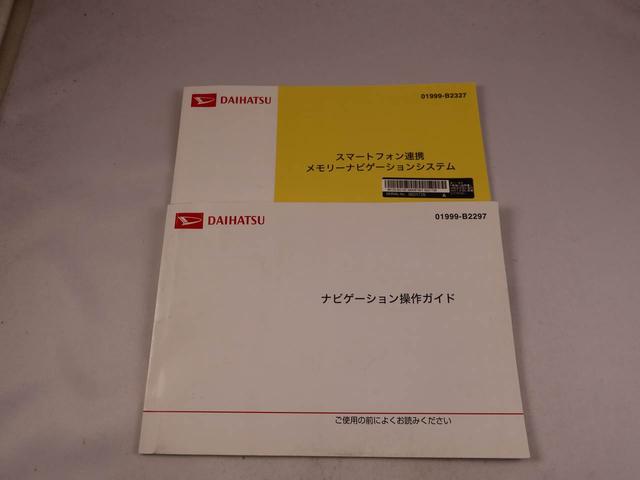 DAIHATSU
01999-B2327
スマートフォン連携
メモリーナビゲーションシステム
DAIHATSU
01999-B2297
ナビゲーション操作ガイド
ご使用の前によくお読みください